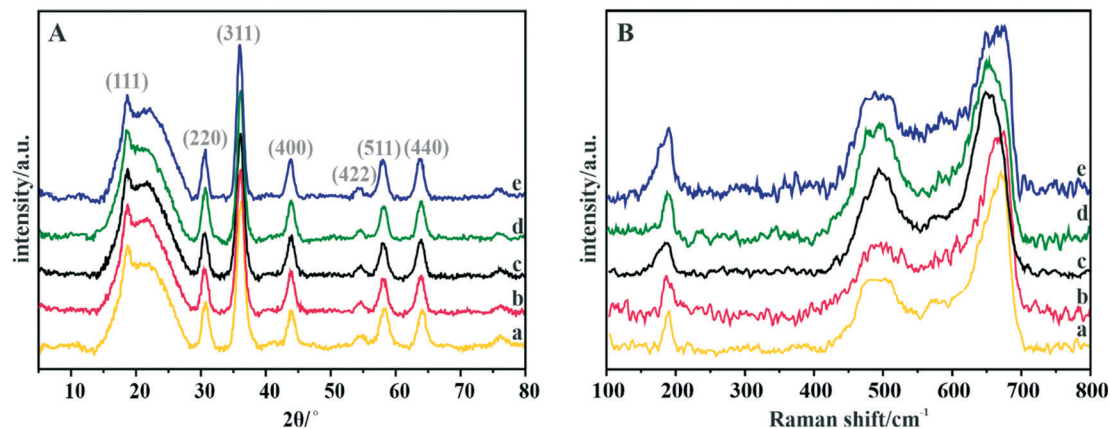 A
(311)
(111)
(220)
(400)
(422)
(511)
(440)
e
d
c
b
a
intensity/a.u.
10 20 30 40 50 60 70 80
2θ/°
B
e
d
c
b
a
intensity/a.u.
100 200 300 400 500 600 700 800
Raman shift/cm⁻¹